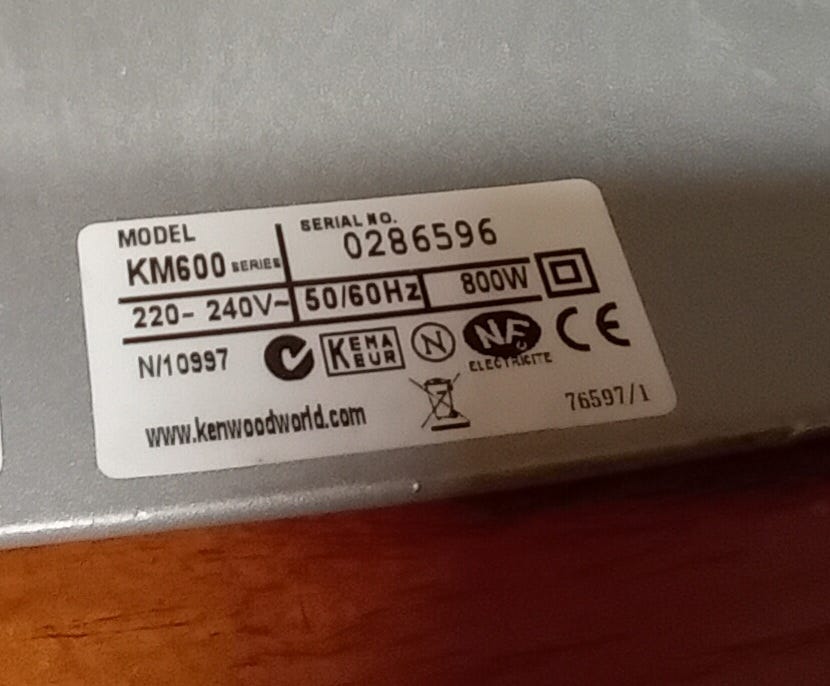 MODEL
SERIAL NO.
KM600 SERIES
0286596
220- 240V~
50/60Hz
800W
N/10997
KEMA
EUR
N
NF
ELECTRICITE
CE
www.kenwoodworld.com
76597/1